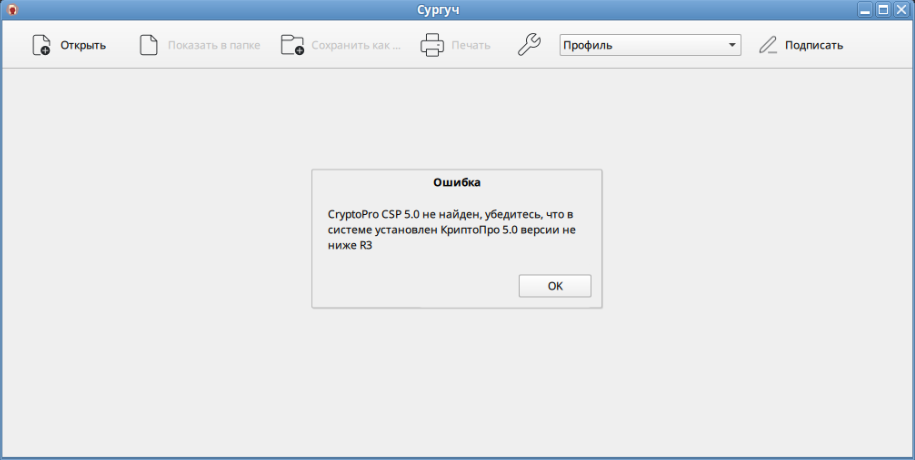 Сургуч
Открыть
Показать в папке
Сохранить как ...
Печать
Профиль
Подписать
Ошибка
CryptoPro CSP 5.0 не найден, убедитесь, что в
системе установлен КриптоПро 5.0 версии не
ниже R3
OK